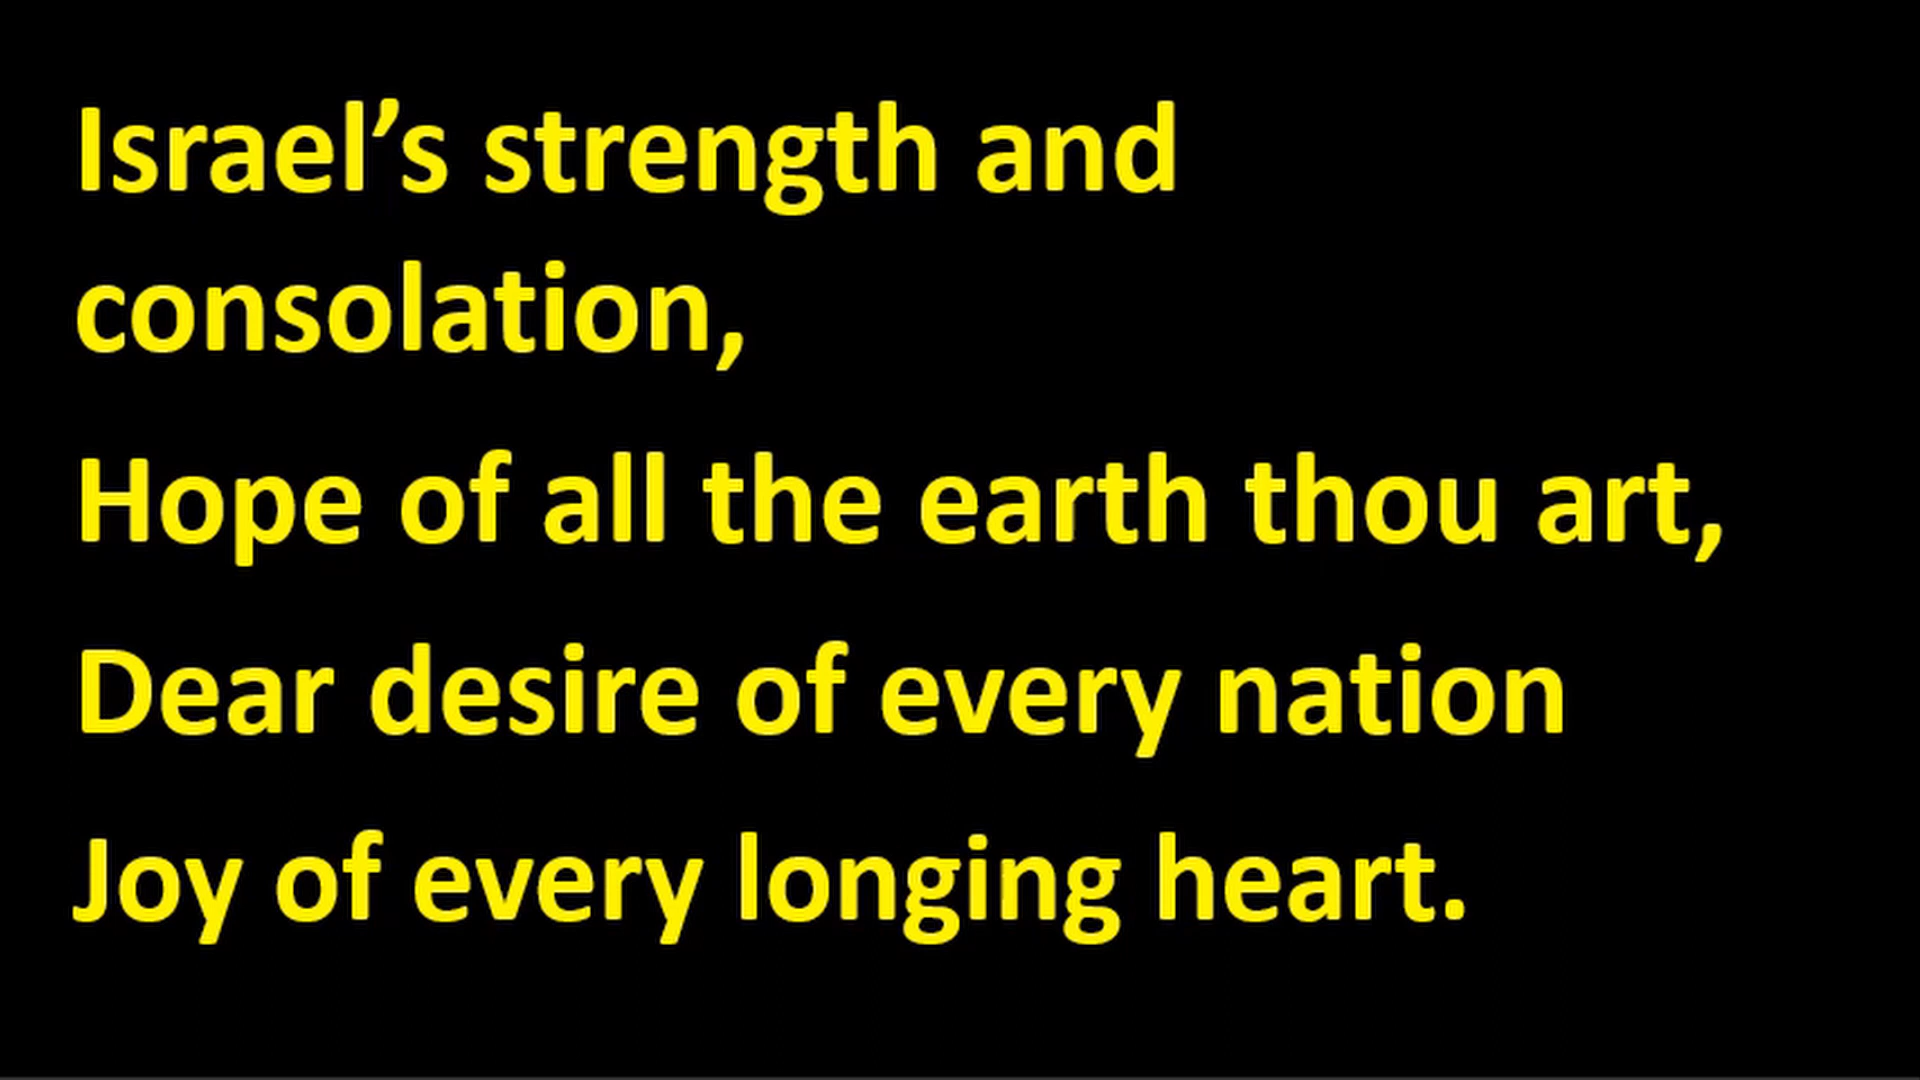 Israel’s strength and
consolation,
Hope of all the earth thou art,
Dear desire of every nation
Joy of every longing heart.